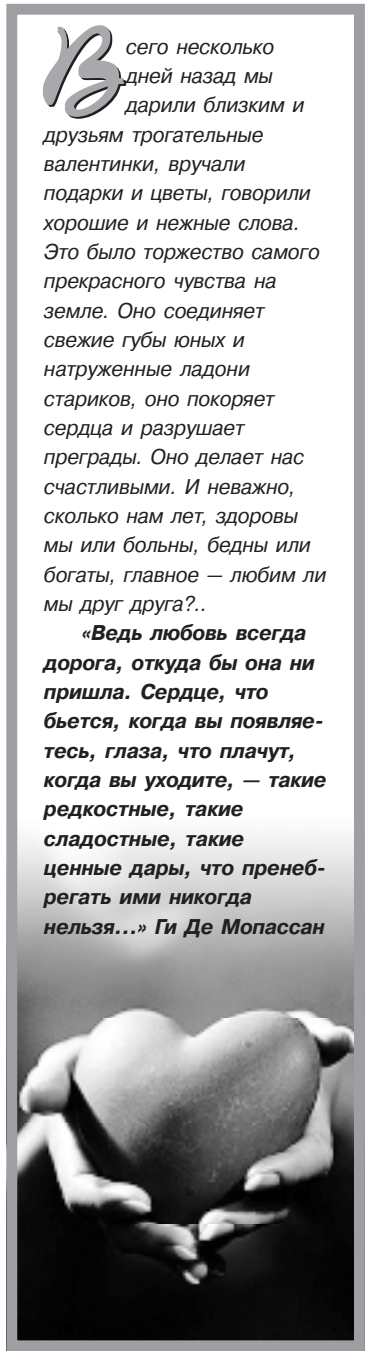 Всего несколько
дней назад мы
дарили близким и
друзьям трогательные
валентинки, вручали
подарки и цветы, говорили
хорошие и нежные слова.
Это было торжество самого
прекрасного чувства на
земле. Оно соединяет
свежие губы юных и
натруженные ладони
стариков, оно покоряет
сердца и разрушает
преграды. Оно делает нас
счастливыми. И неважно,
сколько нам лет, здоровы
мы или больны, бедны или
богаты, главное — любим ли
мы друг друга?..
«Ведь любовь всегда
дорога, откуда бы она ни
пришла. Сердце, что
бьется, когда вы появляе-
тесь, глаза, что плачут,
когда вы уходите, — такие
редкостные, такие
сладостные, такие
ценные дары, что пренеб-
регать ими никогда
нельзя...» Ги Де Мопассан